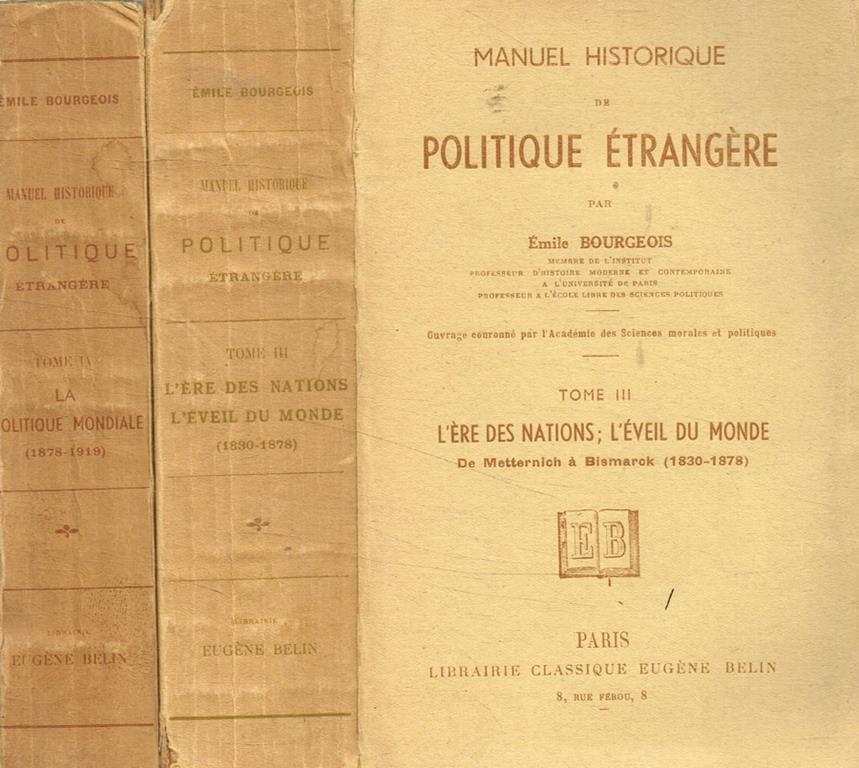 ÉMILE BOURGEOIS
MANUEL HISTORIQUE
DE
OLITIQUE
ÉTRANGÈRE
TOME IV
LA
OLITIQUE MONDIALE
(1878-1919)
LIBRAIRIE
EUGÈNE BELIN
ÉMILE BOURGEOIS
MANUEL HISTORIQUE
DE
POLITIQUE
ÉTRANGÈRE
TOME III
L'ÈRE DES NATIONS
L'ÉVEIL DU MONDE
(1830-1878)
LIBRAIRIE
EUGÈNE BELIN
MANUEL HISTORIQUE
DE
POLITIQUE ÉTRANGÈRE
PAR
Émile BOURGEOIS
MEMBRE DE L'INSTITUT
PROFESSEUR D'HISTOIRE MODERNE ET CONTEMPORAINE
A L'UNIVERSITÉ DE PARIS
PROFESSEUR A L'ÉCOLE LIBRE DES SCIENCES POLITIQUES
Ouvrage couronné par l'Académie des Sciences morales et politiques
TOME III
L'ÈRE DES NATIONS; L'ÉVEIL DU MONDE
De Metternich à Bismarck (1830-1878)
EB
PARIS
LIBRAIRIE CLASSIQUE EUGÈNE BELIN
8, RUE FÉROU, 8